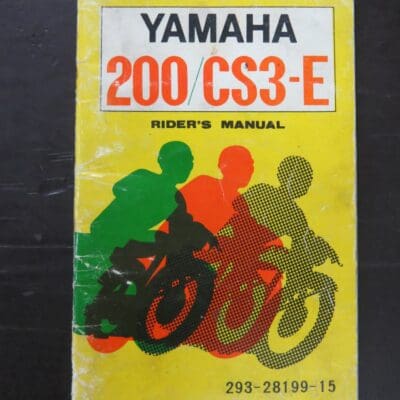 YAMAHA
200/CS3-E
RIDER'S MANUAL
293-28199-15